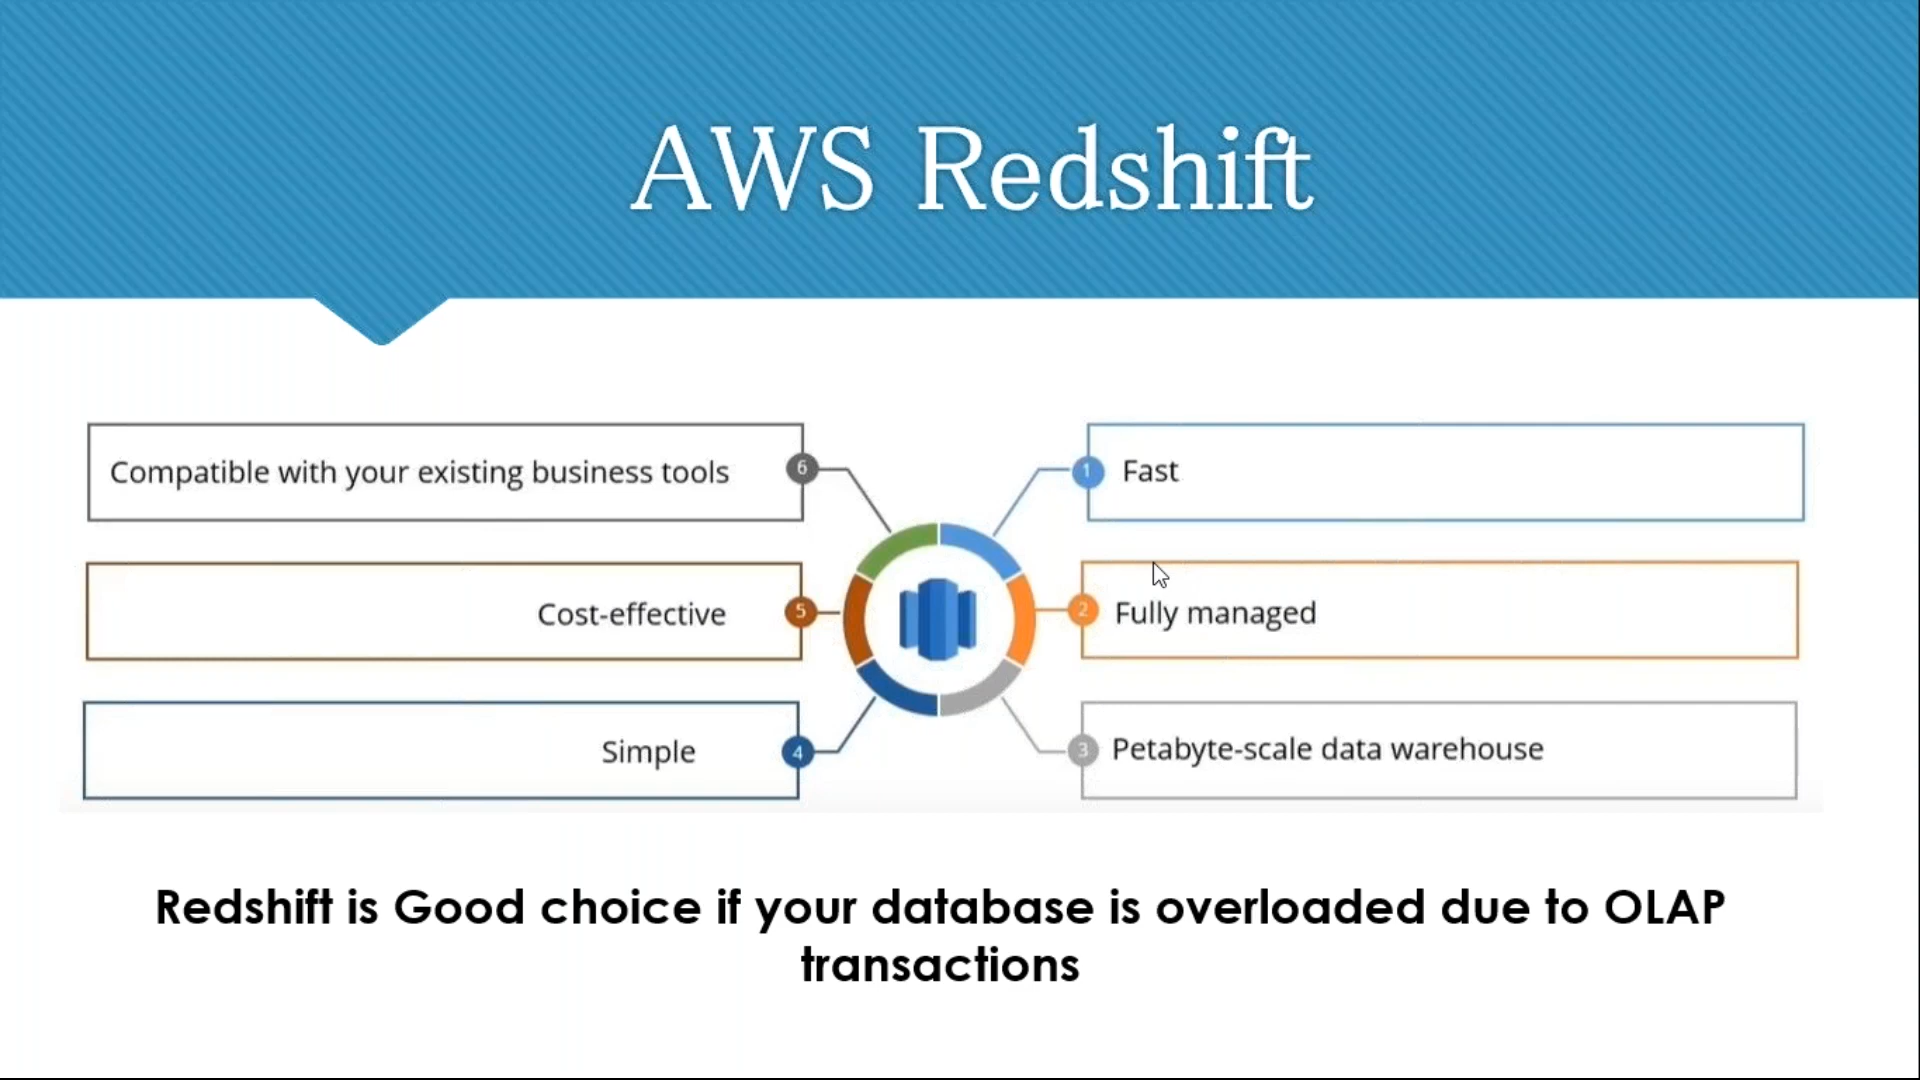 AWS Redshift
Compatible with your existing business tools
6
1
Fast
Cost-effective
5
2
Fully managed
Simple
4
3
Petabyte-scale data warehouse
Redshift is Good choice if your database is overloaded due to OLAP
transactions